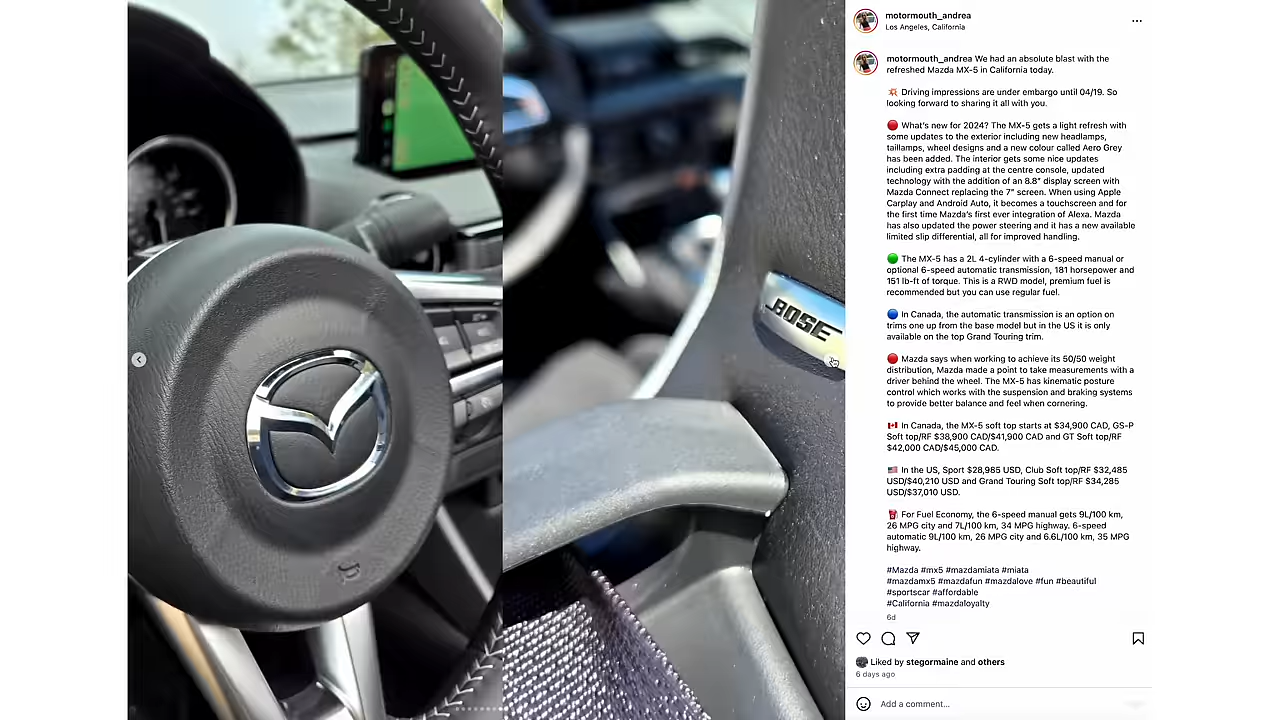 BOSE
motormouth_andrea
Los Angeles, California
motormouth_andrea We had an absolute blast with the
refreshed Mazda MX-5 in California today.
💥 Driving impressions are under embargo until 04/19. So
looking forward to sharing it all with you.
🔴 What's new for 2024? The MX-5 gets a light refresh with
some updates to the exterior including new headlamps,
taillamps, wheel designs and a new colour called Aero Grey
has been added. The interior gets some nice updates
including extra padding at the centre console, updated
technology with the addition of an 8.8" display screen with
Mazda Connect replacing the 7" screen. When using Apple
Carplay and Android Auto, it becomes a touchscreen and for
the first time Mazda's first ever integration of Alexa. Mazda
has also updated the power steering and it has a new available
limited slip differential, all for improved handling.
🟢 The MX-5 has a 2L 4-cylinder with a 6-speed manual or
optional 6-speed automatic transmission, 181 horsepower and
151 lb-ft of torque. This is a RWD model, premium fuel is
recommended but you can use regular fuel.
🔵 In Canada, the automatic transmission is an option on
trims one up from the base model but in the US it is only
available on the top Grand Touring trim.
🔴 Mazda says when working to achieve its 50/50 weight
distribution, Mazda made a point to take measurements with a
driver behind the wheel. The MX-5 has kinematic posture
control which works with the suspension and braking systems
to provide better balance and feel when cornering.
🇨🇦 In Canada, the MX-5 soft top starts at $34,900 CAD, GS-P
Soft top/RF $38,900 CAD/$41,900 CAD and GT Soft top/RF
$42,000 CAD/$45,000 CAD.
🇺🇸 In the US, Sport $28,985 USD, Club Soft top/RF $32,485
USD/$40,210 USD and Grand Touring Soft top/RF $34,285
USD/$37,010 USD.
⛽ For Fuel Economy, the 6-speed manual gets 9L/100 km,
26 MPG city and 7L/100 km, 34 MPG highway. 6-speed
automatic 9L/100 km, 26 MPG city and 6.6L/100 km, 35 MPG
highway.
#Mazda #mx5 #mazdamiata #miata
#mazdamx5 #mazdafun #mazdalove #fun #beautiful
#sportscar #affordable
#California #mazdaloyalty
6d
Liked by stegormaine and others
6 days ago
Add a comment...